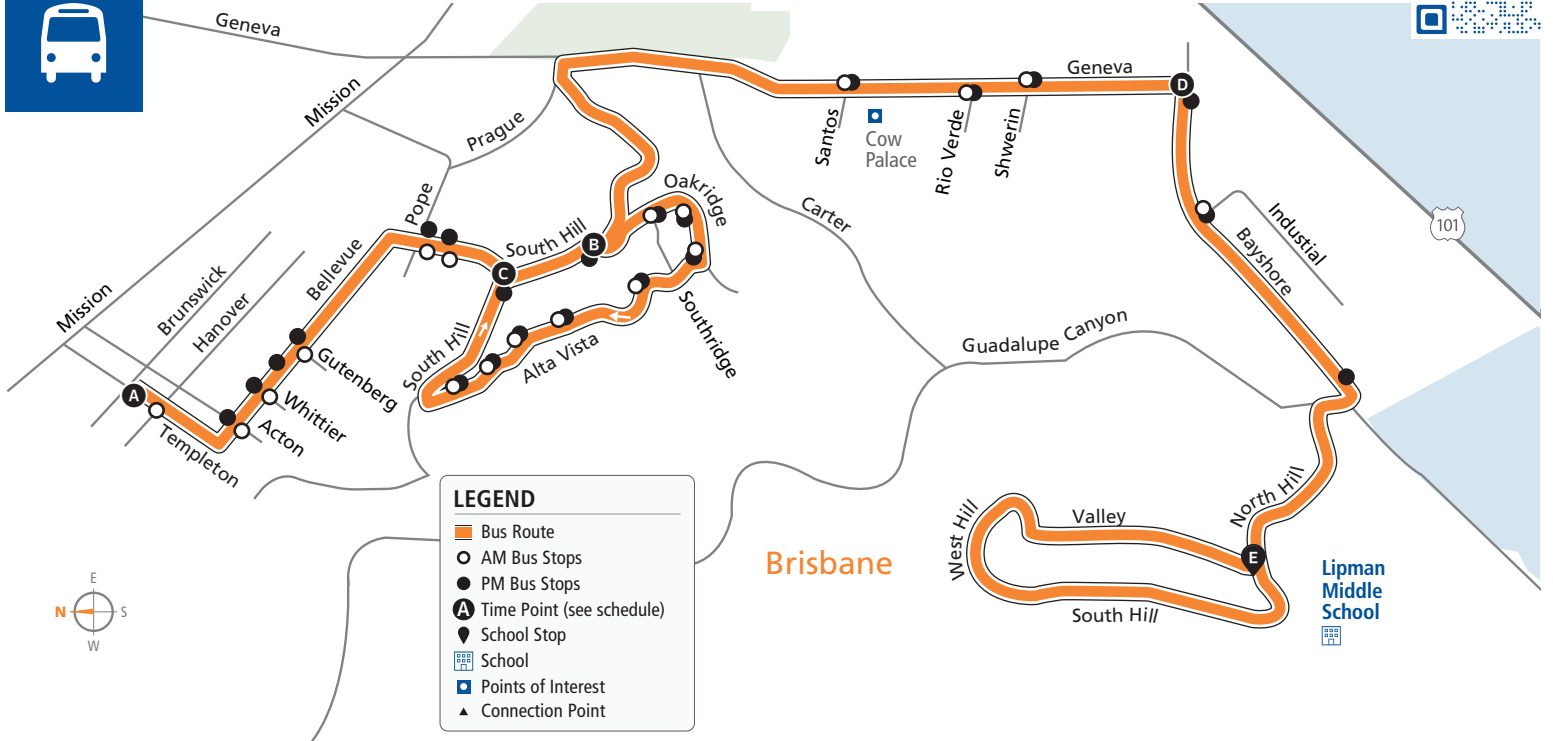 Geneva
Mission
Prague
Pope
Santos
Cow
Palace
Rio Verde
Shwerin
Geneva
D
Oakridge
Carter
South Hill
B
C
Industial
101
Bayshore
Bellevue
Brunswick
Hanover
Mission
Southridge
Alta Vista
South Hill
Guadalupe Canyon
Gutenberg
Whittier
Acton
A
Templeton
LEGEND
Bus Route
AM Bus Stops
PM Bus Stops
A Time Point (see schedule)
School Stop
School
Points of Interest
Connection Point
E
N
S
W
Brisbane
West Hill
Valley
North Hill
E
South Hill
Lipman
Middle
School